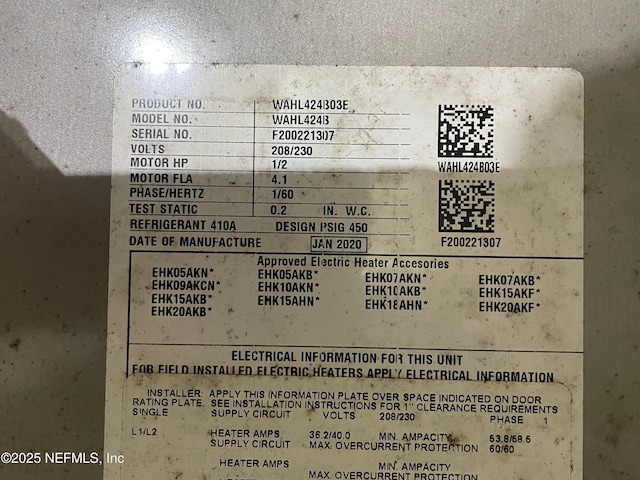 PRODUCT NO. WAHL424B03E
MODEL NO. WAHL424B
SERIAL NO. F200221307
VOLTS 208/230
MOTOR HP 1/2
MOTOR FLA 4.1
PHASE/HERTZ 1/60
TEST STATIC 0.2 IN. W.C.
REFRIGERANT 410A DESIGN PSIG 450
DATE OF MANUFACTURE JAN 2020
WAHL424B03E
F200221307
Approved Electric Heater Accesories
EHK05AKN* EHK05AKB* EHK07AKN* EHK07AKB*
EHK09AKCN* EHK10AKN* EHK10AKB* EHK15AKF*
EHK15AKB* EHK15AHN* EHK18AHN* EHK20AKF*
EHK20AKB*
ELECTRICAL INFORMATION FOR THIS UNIT
FOR FIELD INSTALLED ELECTRIC HEATERS APPLY ELECTRICAL INFORMATION
INSTALLER: APPLY THIS INFORMATION PLATE OVER SPACE INDICATED ON DOOR
RATING PLATE. SEE INSTALLATION INSTRUCTIONS FOR 1" CLEARANCE REQUIREMENTS
SINGLE SUPPLY CIRCUIT VOLTS 208/230 PHASE 1
L1/L2 HEATER AMPS 36.2/40.0 MIN. AMPACITY 53.8/58.6
SUPPLY CIRCUIT MAX. OVERCURRENT PROTECTION 60/60
HEATER AMPS MIN. AMPACITY
MAX. OVERCURRENT PROTECTION
©2025 NEFMLS, Inc